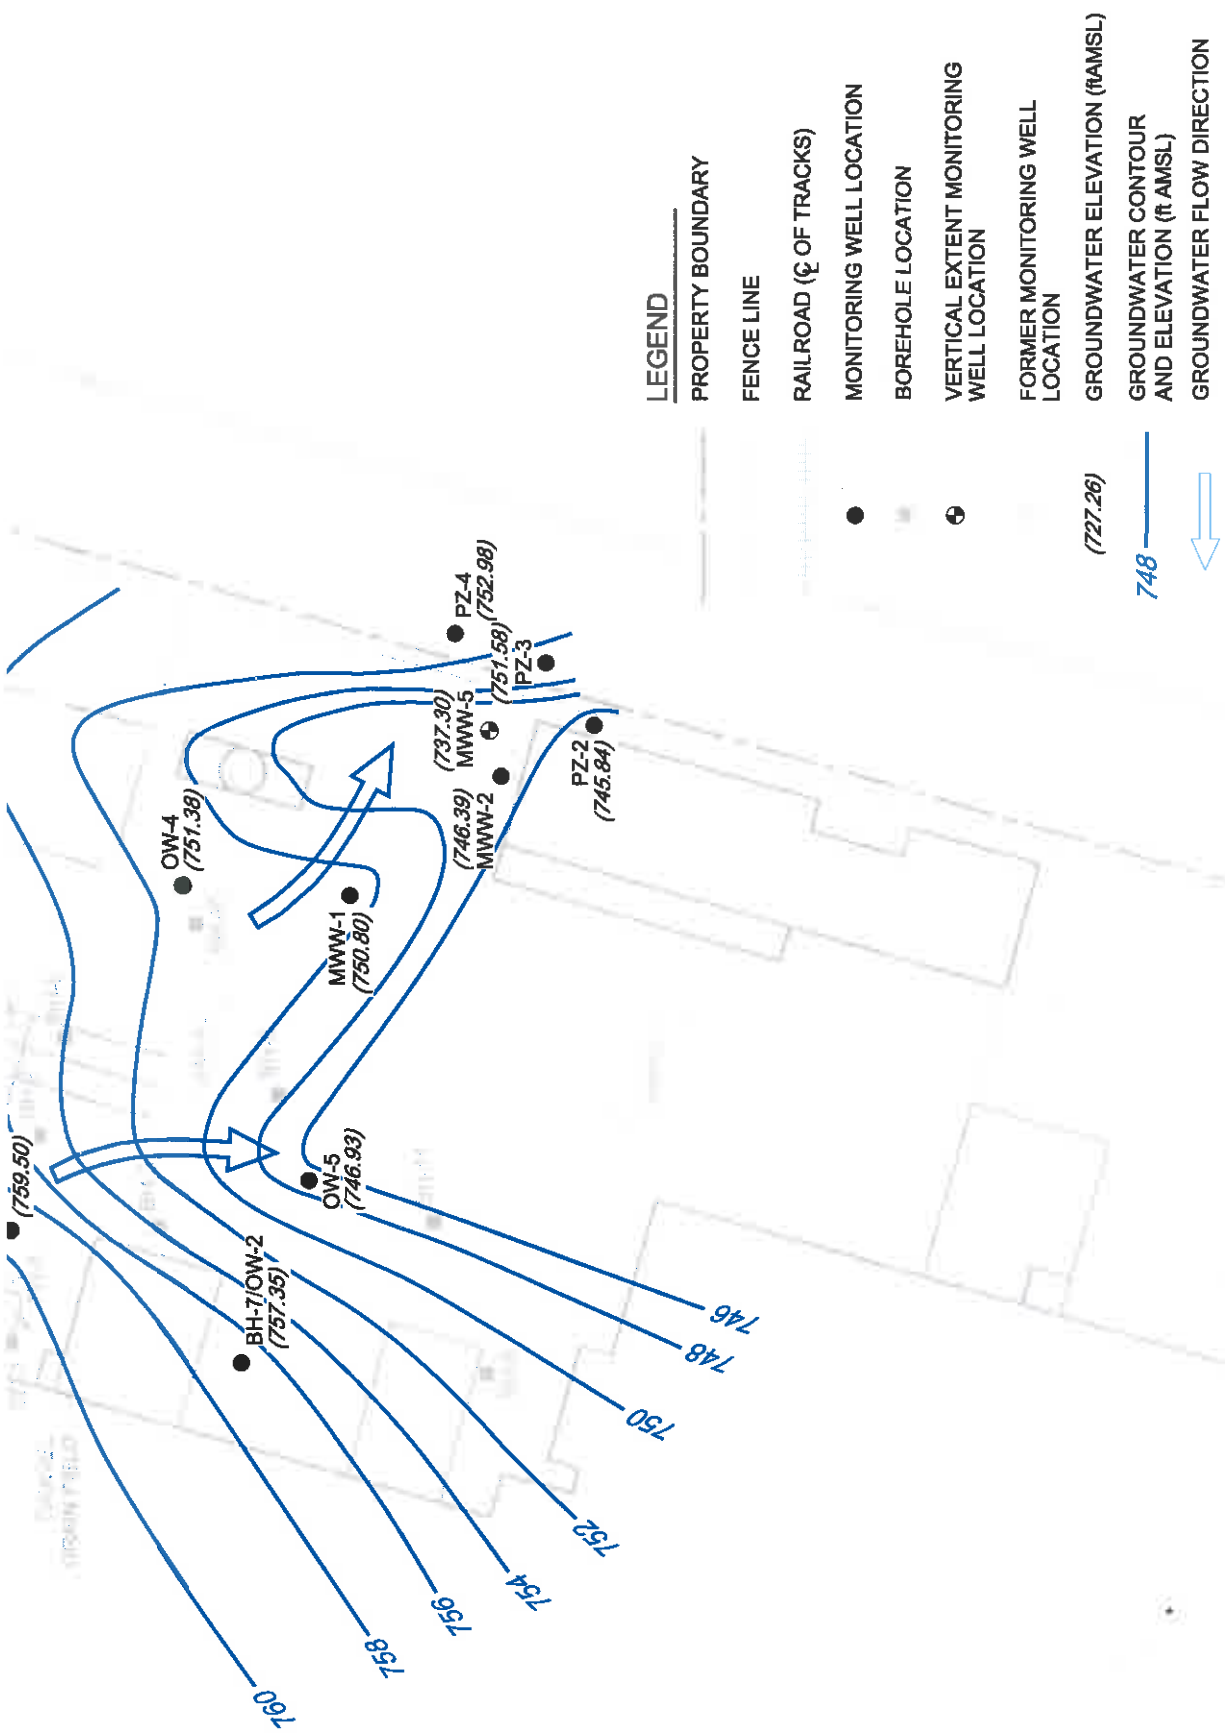 (759.50)
OW-4
(751.38)
PZ-4
(752.98)
(751.58)
PZ-3
(737.30)
MWW-5
(746.39)
MWW-2
PZ-2
(745.84)
MWW-1
(750.80)
OW-5
(746.93)
BH-7/OW-2
(757.35)
760
758
756
754
752
750
748
746
LEGEND
PROPERTY BOUNDARY
FENCE LINE
RAILROAD (℄ OF TRACKS)
MONITORING WELL LOCATION
BOREHOLE LOCATION
VERTICAL EXTENT MONITORING
WELL LOCATION
FORMER MONITORING WELL
LOCATION
(727.26)
GROUNDWATER ELEVATION (ftAMSL)
748
GROUNDWATER CONTOUR
AND ELEVATION (ft AMSL)
GROUNDWATER FLOW DIRECTION